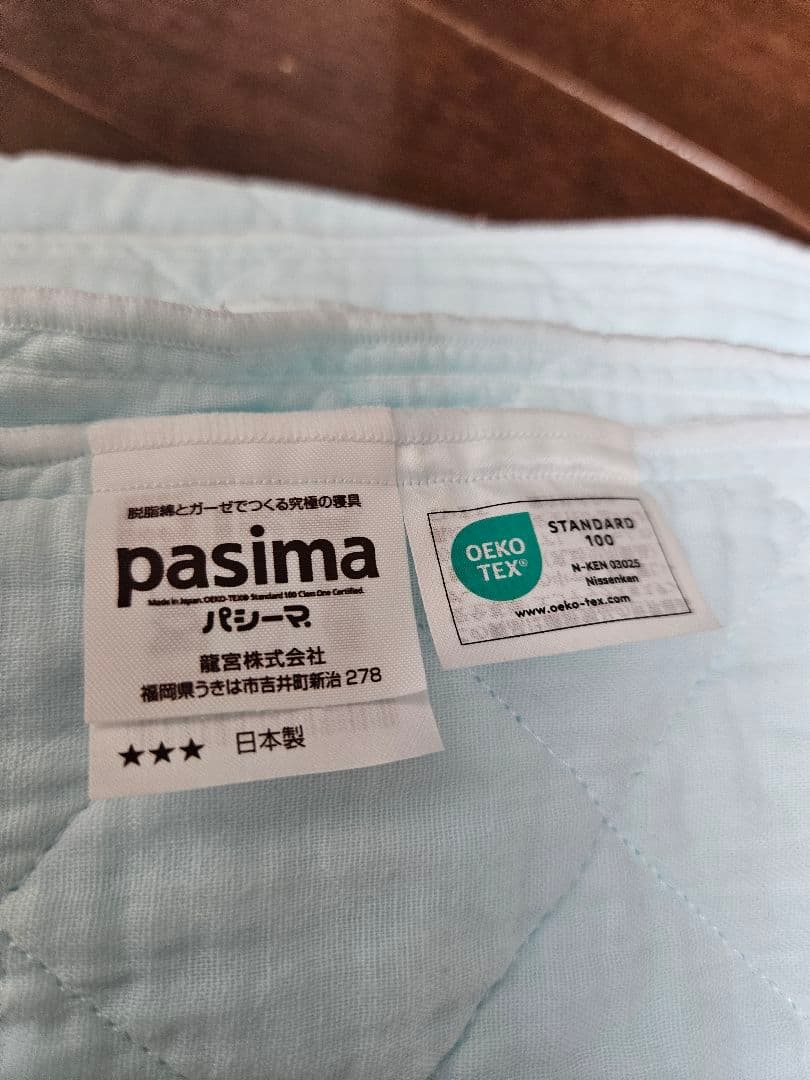 脱脂綿とガーゼでつくる究極の寝具
pasima
Made in Japan. OEKO-TEX® Standard 100 Class One Certified.
パシーマ
龍宮株式会社
福岡県うきは市吉井町新治278
★★★ 日本製
OEKO
TEX®
STANDARD
100
N-KEN 03025
Nissenken
www.oeko-tex.com